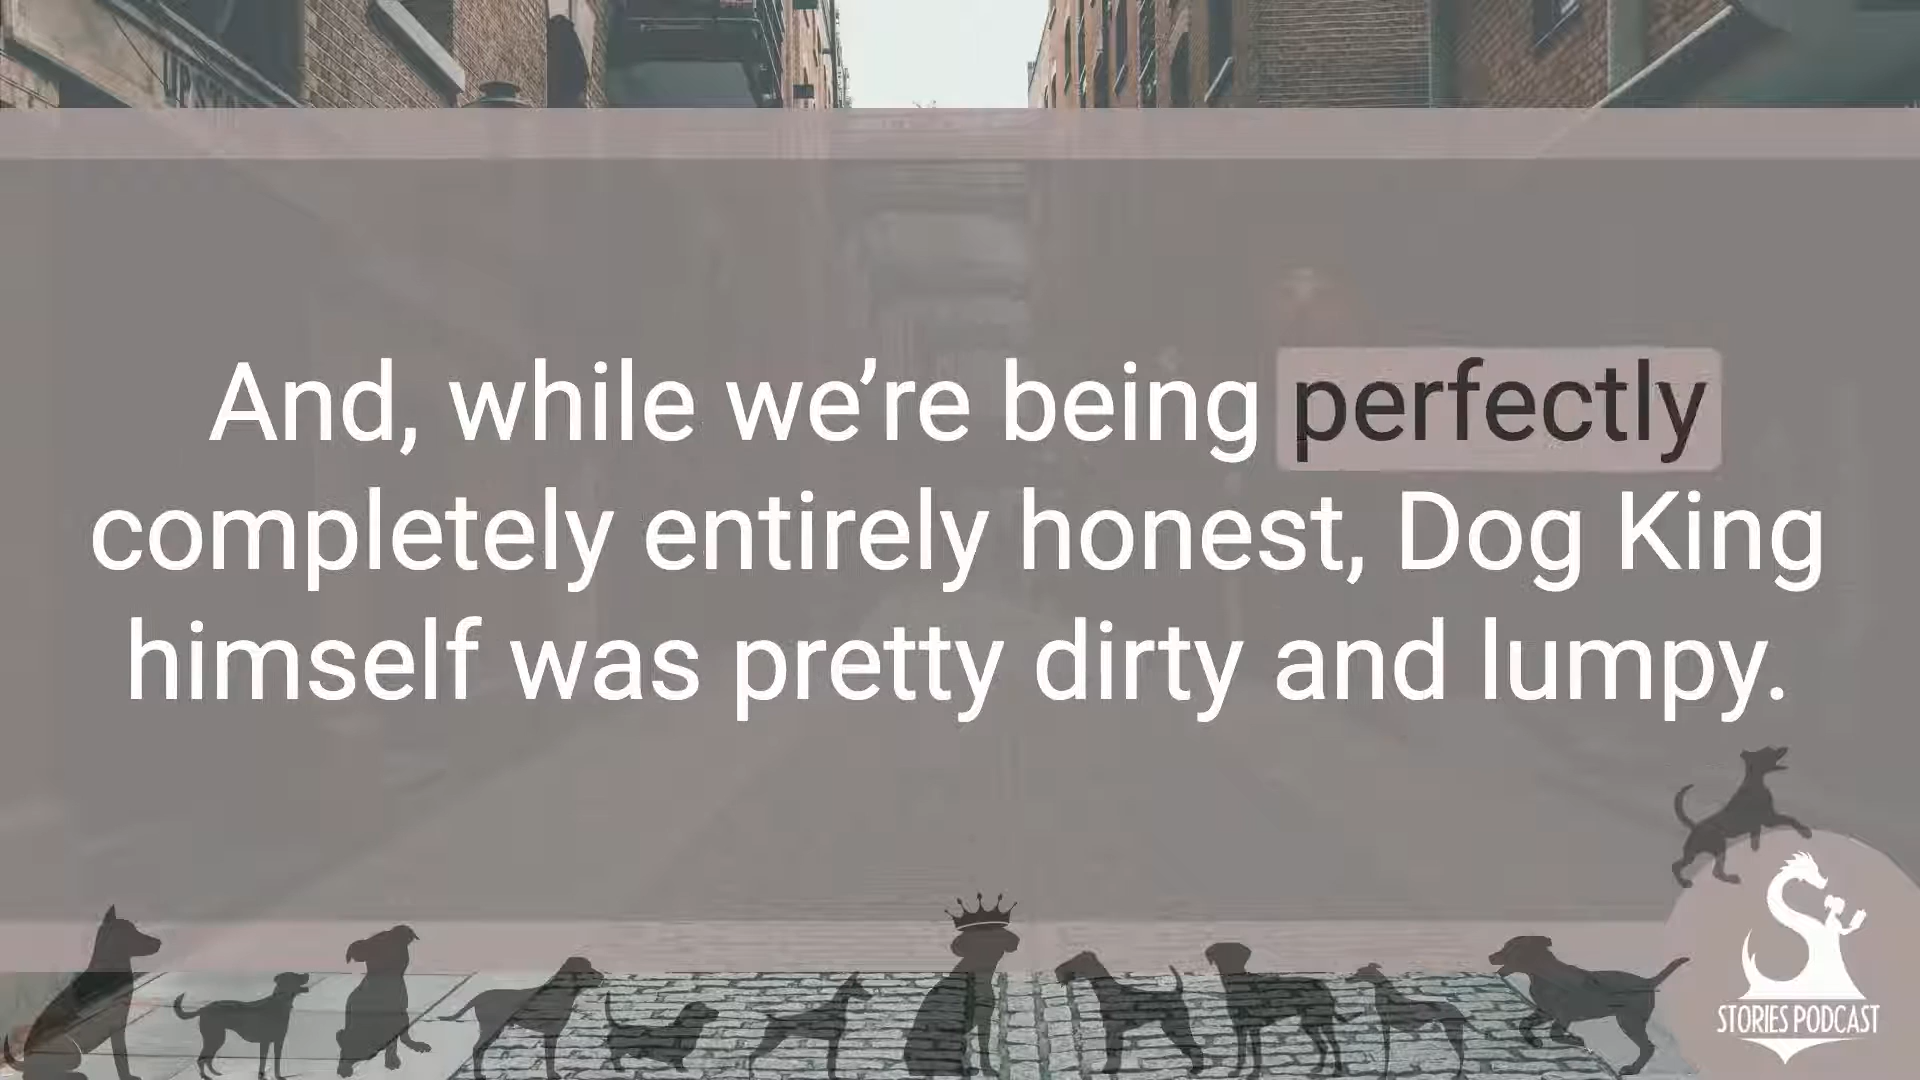 And, while we’re being perfectly
completely entirely honest, Dog King
himself was pretty dirty and lumpy.
STORIES PODCAST